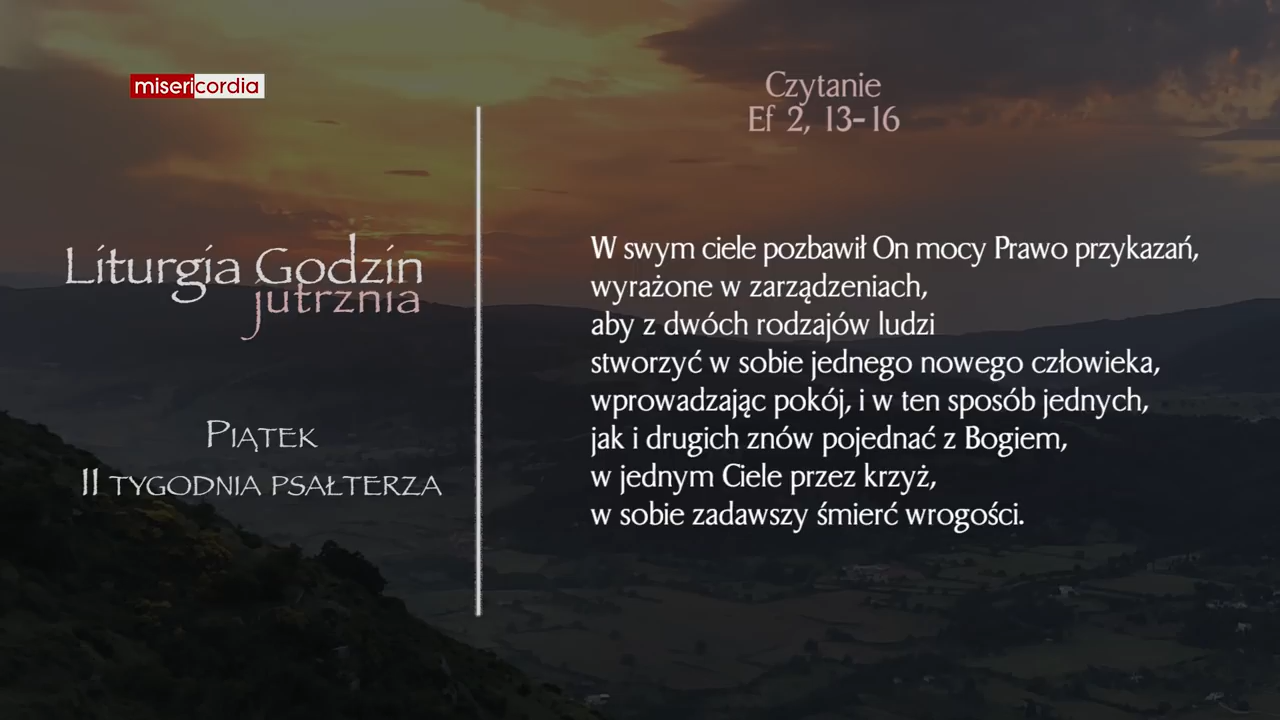 misericordia
Liturgia Godzin
jutrznia
Piątek
II tygodnia psałterza
Czytanie
Ef 2, 13-16
W swym ciele pozbawił On mocy Prawo przykazań,
wyrażone w zarządzeniach,
aby z dwóch rodzajów ludzi
stworzyć w sobie jednego nowego człowieka,
wprowadzając pokój, i w ten sposób jednych,
jak i drugich znów pojednać z Bogiem,
w jednym Ciele przez krzyż,
w sobie zadawszy śmierć wrogości.